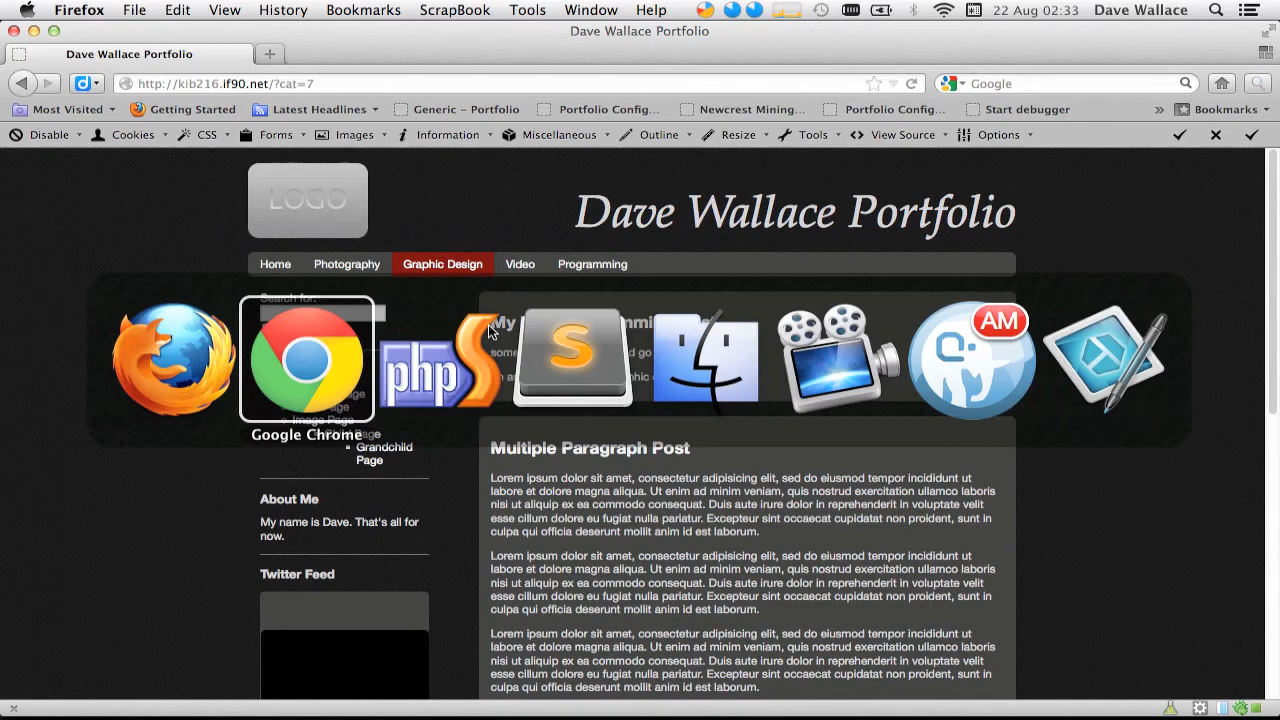 Firefox File Edit View History Bookmarks ScrapBook Tools Window Help 22 Aug 02:33 Dave Wallace
Dave Wallace Portfolio
Dave Wallace Portfolio
http://kib216.if90.net/?cat=7
Google
Most Visited Getting Started Latest Headlines Generic - Portfolio Portfolio Config... Newcrest Mining... Portfolio Config... Start debugger » Bookmarks
Disable Cookies CSS Forms Images Information Miscellaneous Outline Resize Tools View Source Options
LOGO
Dave Wallace Portfolio
Home Photography Graphic Design Video Programming
Search for:
AM
php S
S
Google Chrome
Image Page
Grandchild
Page
About Me
My name is Dave. That's all for
now.
Twitter Feed
Multiple Paragraph Post
Lorem ipsum dolor sit amet, consectetur adipisicing elit, sed do eiusmod tempor incididunt ut
labore et dolore magna aliqua. Ut enim ad minim veniam, quis nostrud exercitation ullamco laboris
nisi ut aliquip ex ea commodo consequat. Duis aute irure dolor in reprehenderit in voluptate velit
esse cillum dolore eu fugiat nulla pariatur. Excepteur sint occaecat cupidatat non proident, sunt in
culpa qui officia deserunt mollit anim id est laborum.
Lorem ipsum dolor sit amet, consectetur adipisicing elit, sed do eiusmod tempor incididunt ut
labore et dolore magna aliqua. Ut enim ad minim veniam, quis nostrud exercitation ullamco laboris
nisi ut aliquip ex ea commodo consequat. Duis aute irure dolor in reprehenderit in voluptate velit
esse cillum dolore eu fugiat nulla pariatur. Excepteur sint occaecat cupidatat non proident, sunt in
culpa qui officia deserunt mollit anim id est laborum.
Lorem ipsum dolor sit amet, consectetur adipisicing elit, sed do eiusmod tempor incididunt ut
labore et dolore magna aliqua. Ut enim ad minim veniam, quis nostrud exercitation ullamco laboris
nisi ut aliquip ex ea commodo consequat. Duis aute irure dolor in reprehenderit in voluptate velit
esse cillum dolore eu fugiat nulla pariatur. Excepteur sint occaecat cupidatat non proident, sunt in
culpa qui officia deserunt mollit anim id est laborum.